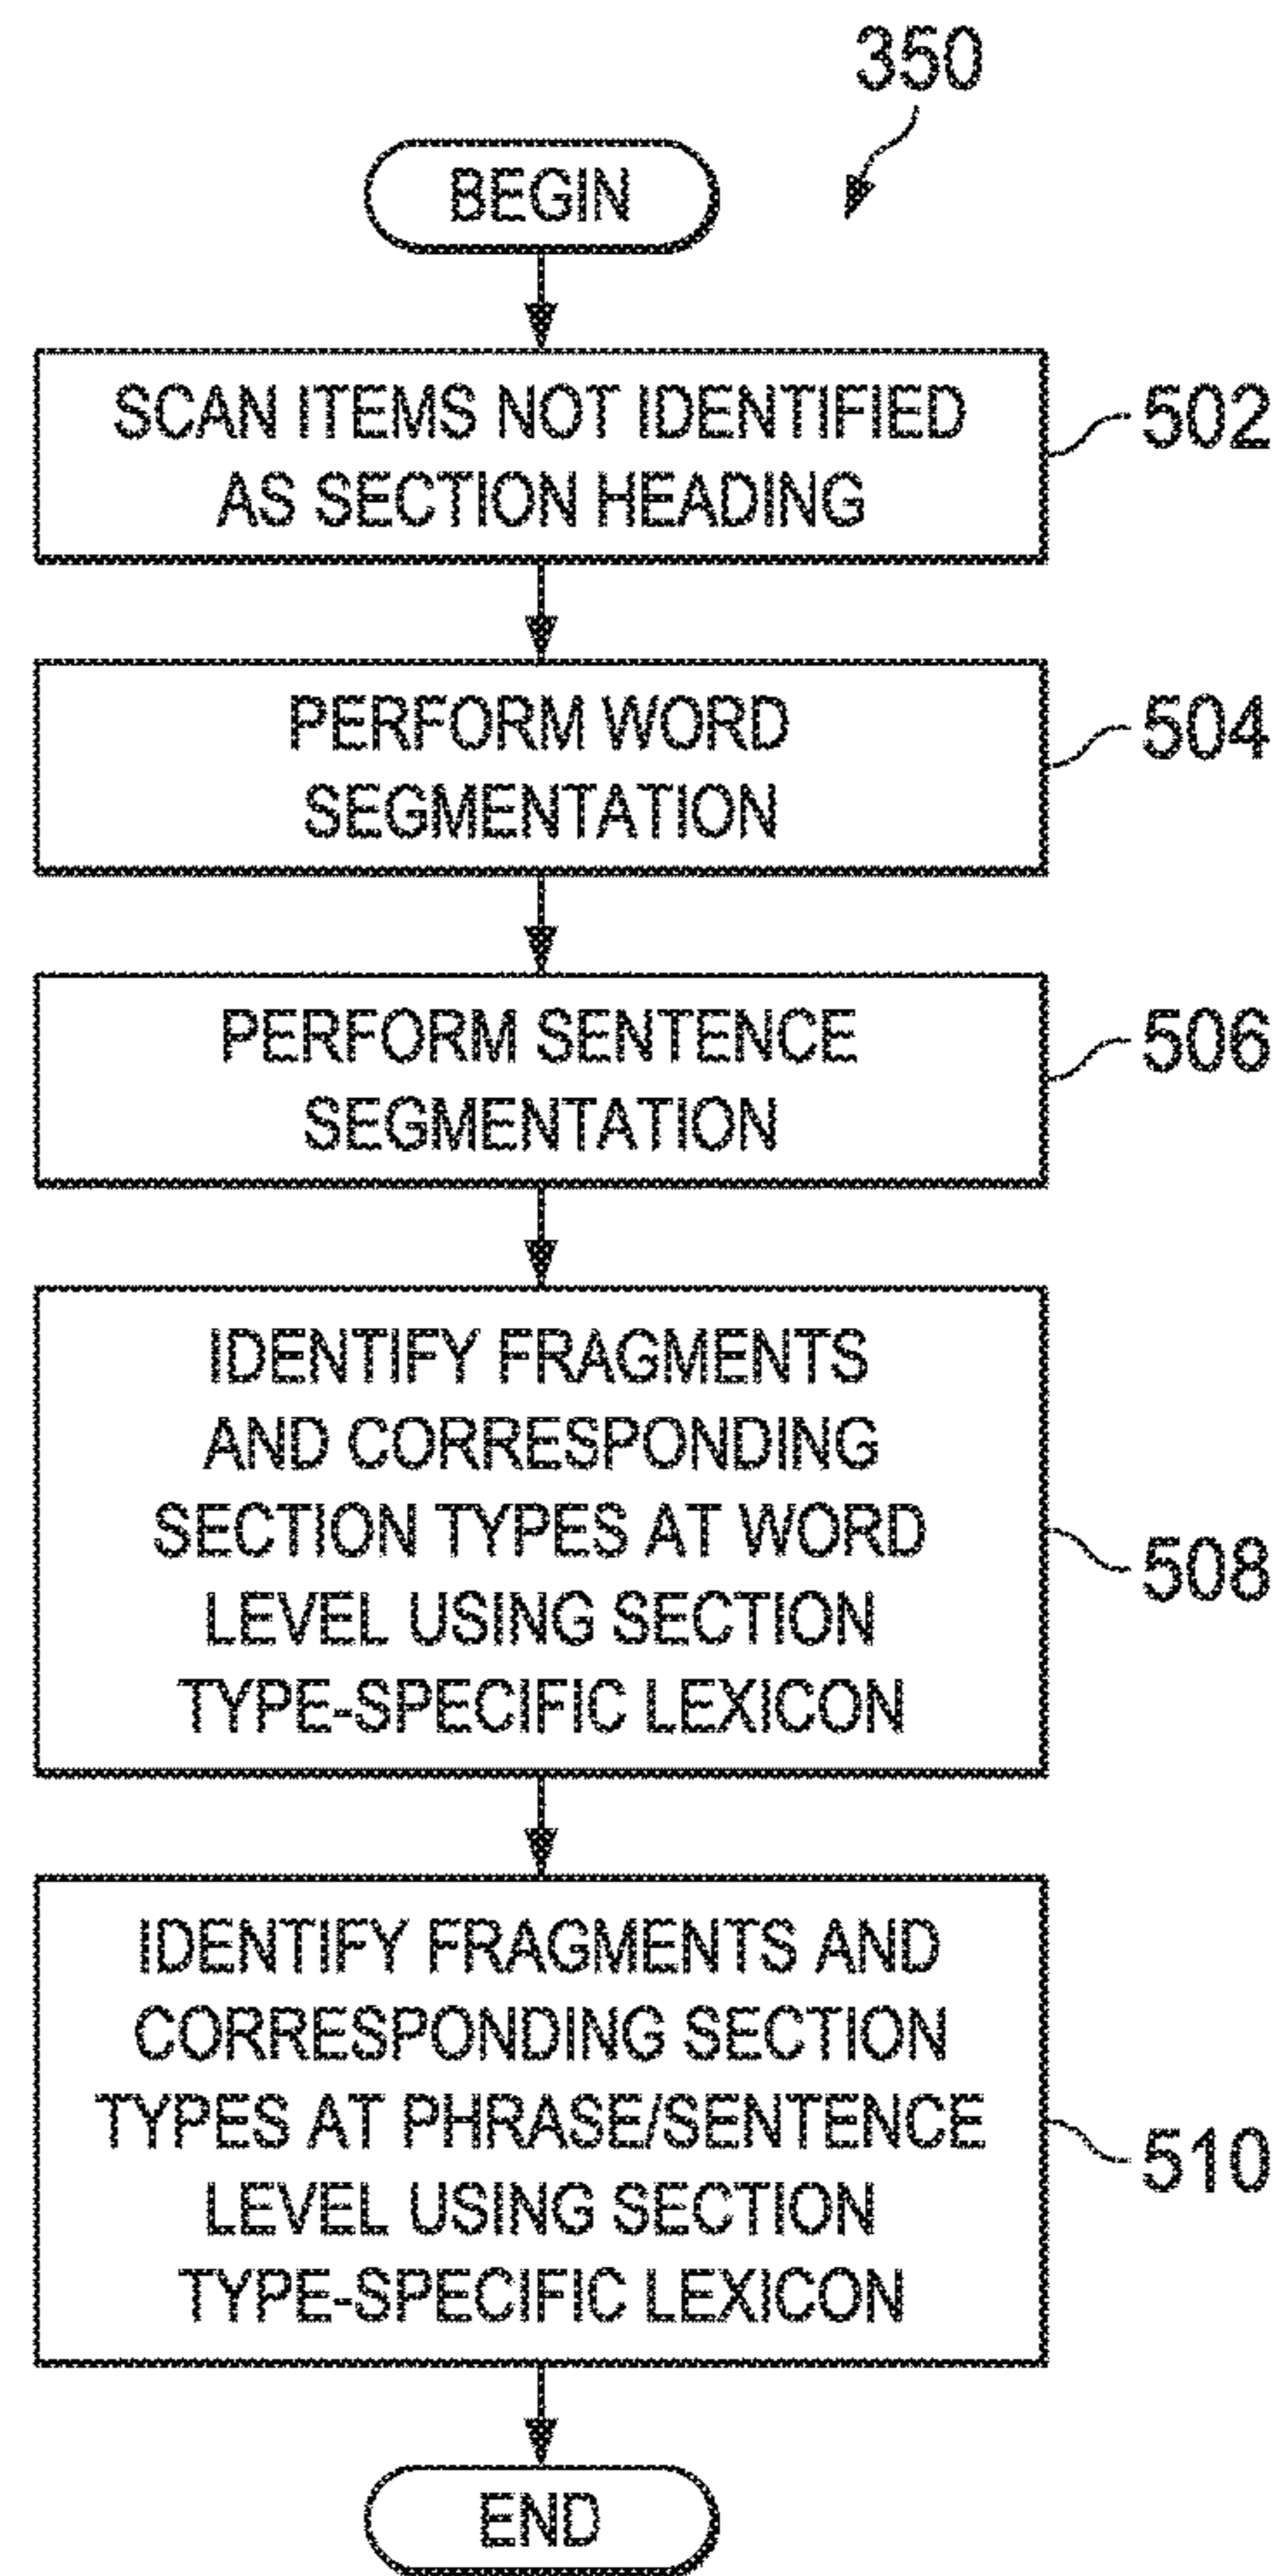 350
BEGIN
SCAN ITEMS NOT IDENTIFIED
AS SECTION HEADING
502
PERFORM WORD
SEGMENTATION
504
PERFORM SENTENCE
SEGMENTATION
506
IDENTIFY FRAGMENTS
AND CORRESPONDING
SECTION TYPES AT WORD
LEVEL USING SECTION
TYPE-SPECIFIC LEXICON
508
IDENTIFY FRAGMENTS AND
CORRESPONDING SECTION
TYPES AT PHRASE/SENTENCE
LEVEL USING SECTION
TYPE-SPECIFIC LEXICON
510
END